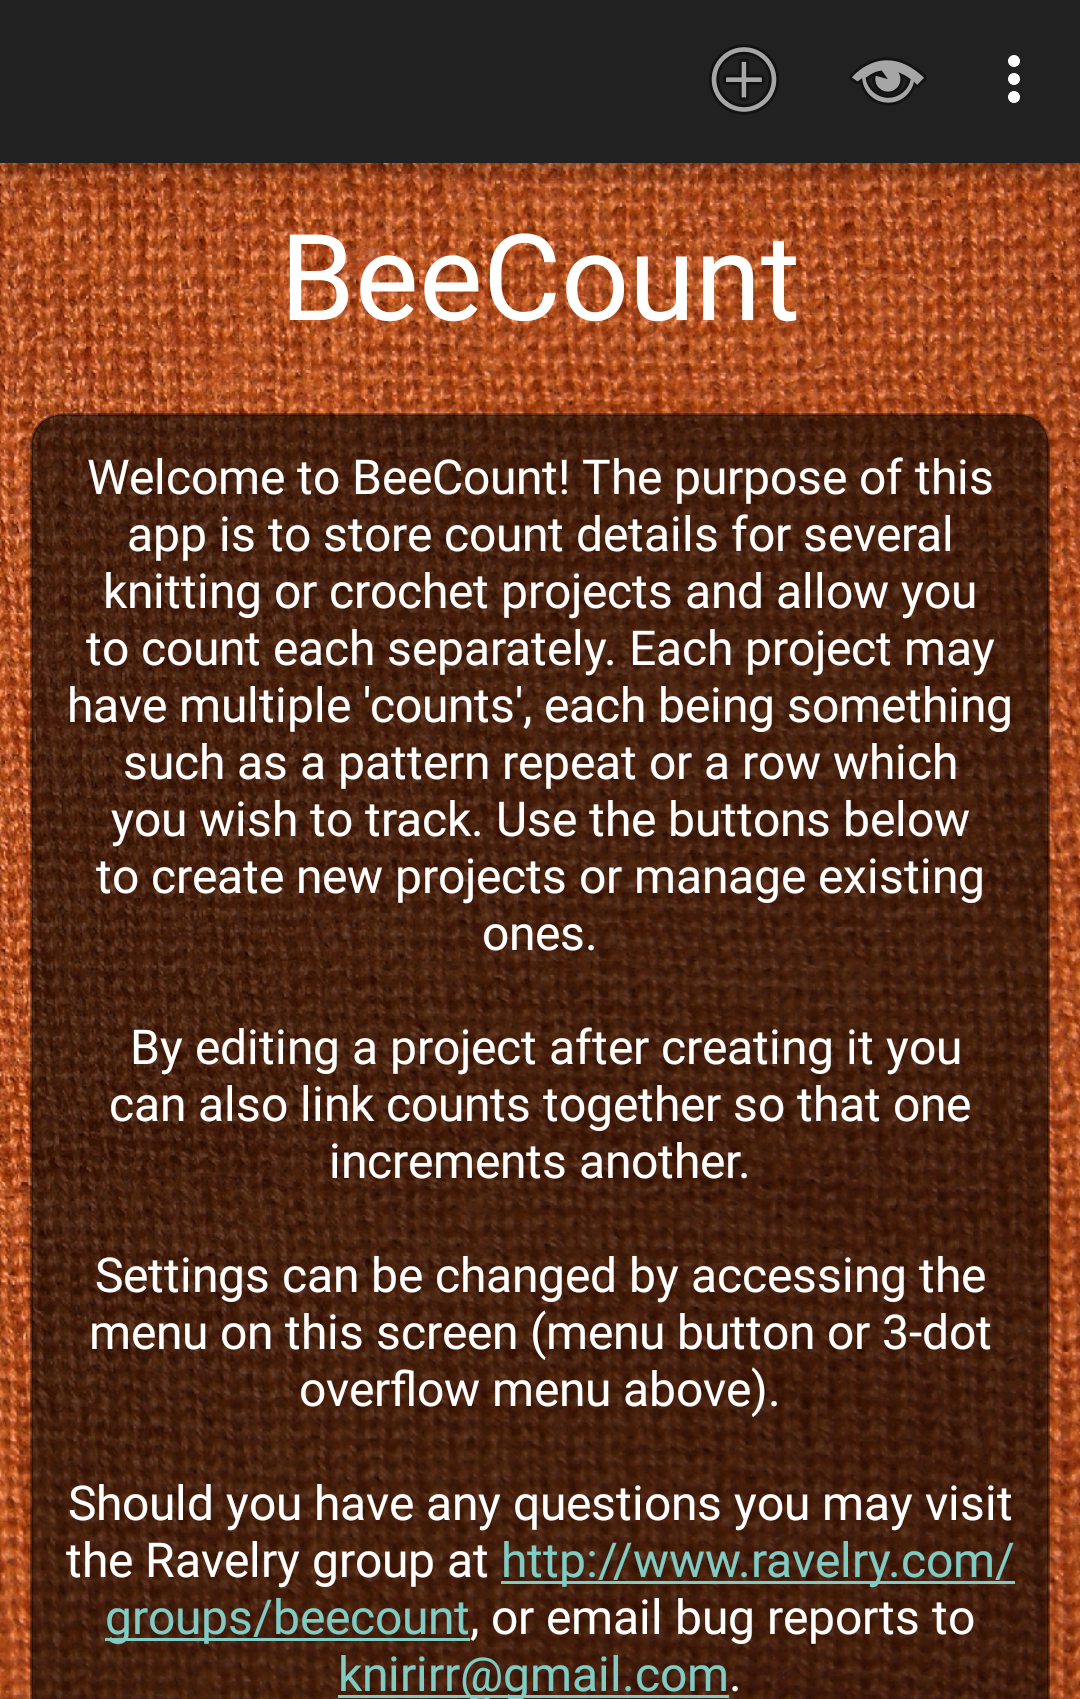 BeeCount
Welcome to BeeCount! The purpose of this
app is to store count details for several
knitting or crochet projects and allow you
to count each separately. Each project may
have multiple 'counts', each being something
such as a pattern repeat or a row which
you wish to track. Use the buttons below
to create new projects or manage existing
ones.
By editing a project after creating it you
can also link counts together so that one
increments another.
Settings can be changed by accessing the
menu on this screen (menu button or 3-dot
overflow menu above).
Should you have any questions you may visit
the Ravelry group at http://www.ravelry.com/
groups/beecount, or email bug reports to
knirirr@gmail.com.